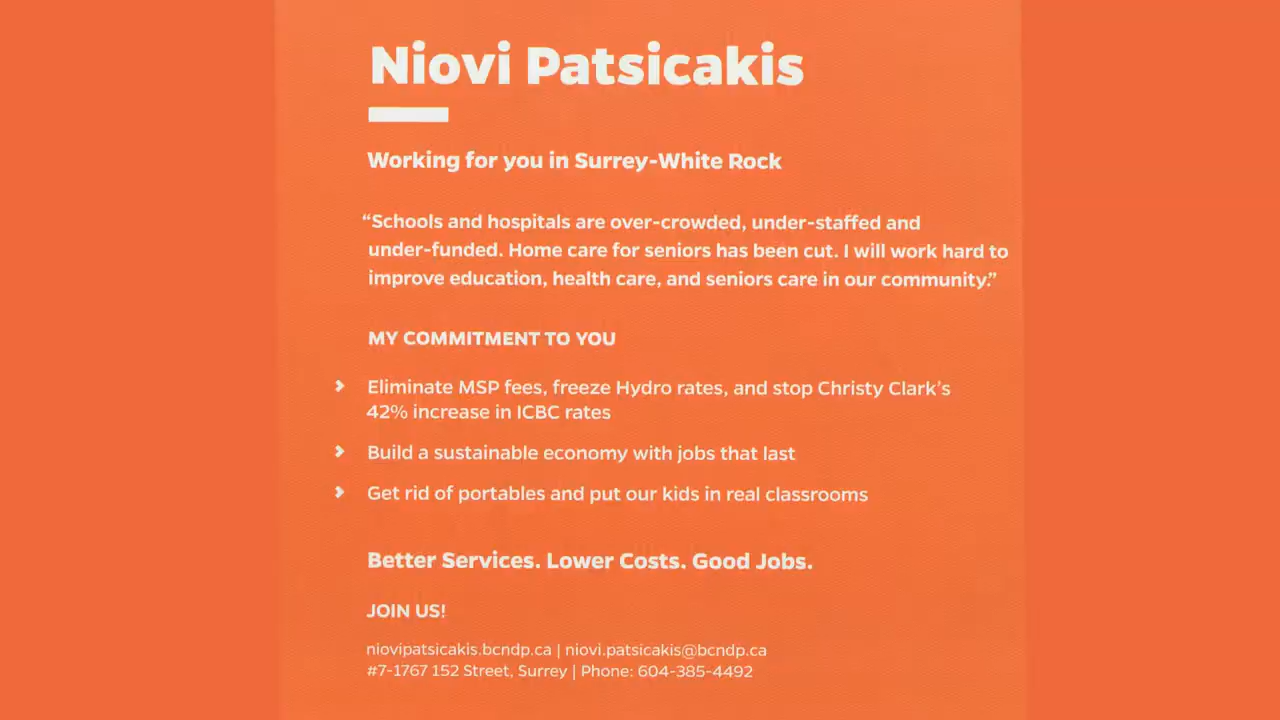 Niovi Patsicakis
Working for you in Surrey-White Rock
“Schools and hospitals are over-crowded, under-staffed and
under-funded. Home care for seniors has been cut. I will work hard to
improve education, health care, and seniors care in our community.”
MY COMMITMENT TO YOU
Eliminate MSP fees, freeze Hydro rates, and stop Christy Clark’s
42% increase in ICBC rates
Build a sustainable economy with jobs that last
Get rid of portables and put our kids in real classrooms
Better Services. Lower Costs. Good Jobs.
JOIN US!
niovipatsicakis.bcndp.ca | niovi.patsicakis@bcndp.ca
#7-1767 152 Street, Surrey | Phone: 604-385-4492